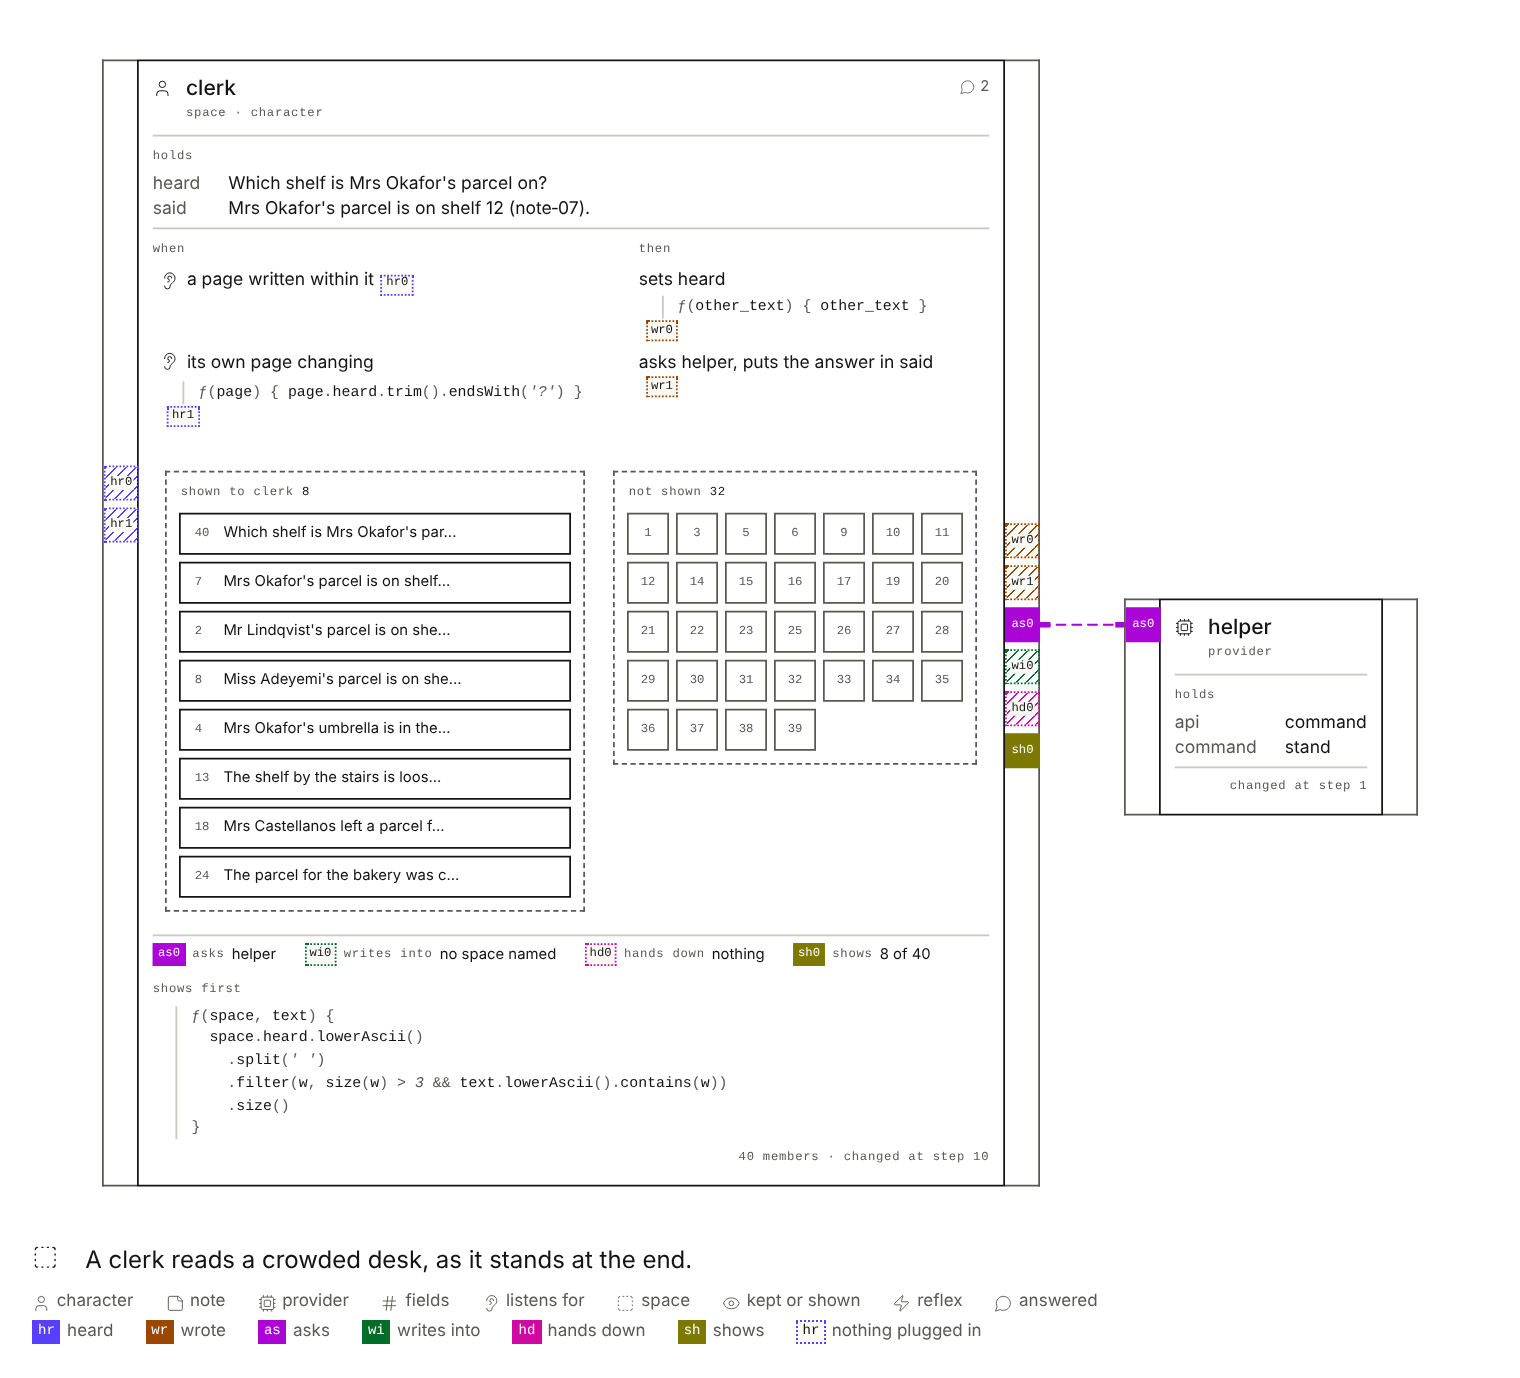 clerk
2
space · character
holds
heard Which shelf is Mrs Okafor's parcel on?
said Mrs Okafor's parcel is on shelf 12 (note-07).
when then
a page written within it hr0 sets heard
ƒ(other_text) { other_text }
wr0
its own page changing asks helper, puts the answer in said
ƒ(page) { page.heard.trim().endsWith('?') } wr1
hr1
hr0
hr1
shown to clerk 8
40 Which shelf is Mrs Okafor's par...
7 Mrs Okafor's parcel is on shelf...
2 Mr Lindqvist's parcel is on she...
8 Miss Adeyemi's parcel is on she...
4 Mrs Okafor's umbrella is in the...
13 The shelf by the stairs is loos...
18 Mrs Castellanos left a parcel f...
24 The parcel for the bakery was c...
not shown 32
1 3 5 6 9 10 11
12 14 15 16 17 19 20
21 22 23 25 26 27 28
29 30 31 32 33 34 35
36 37 38 39
wr0
wr1
as0
wi0
hd0
sh0
as0 helper
provider
holds
api command
command stand
changed at step 1
as0 asks helper wi0 writes into no space named hd0 hands down nothing sh0 shows 8 of 40
shows first
ƒ(space, text) {
space.heard.lowerAscii()
.split(' ')
.filter(w, size(w) > 3 && text.lowerAscii().contains(w))
.size()
}
40 members · changed at step 10
A clerk reads a crowded desk, as it stands at the end.
character note provider fields listens for space kept or shown reflex answered
hr heard wr wrote as asks wi writes into hd hands down sh shows hr nothing plugged in